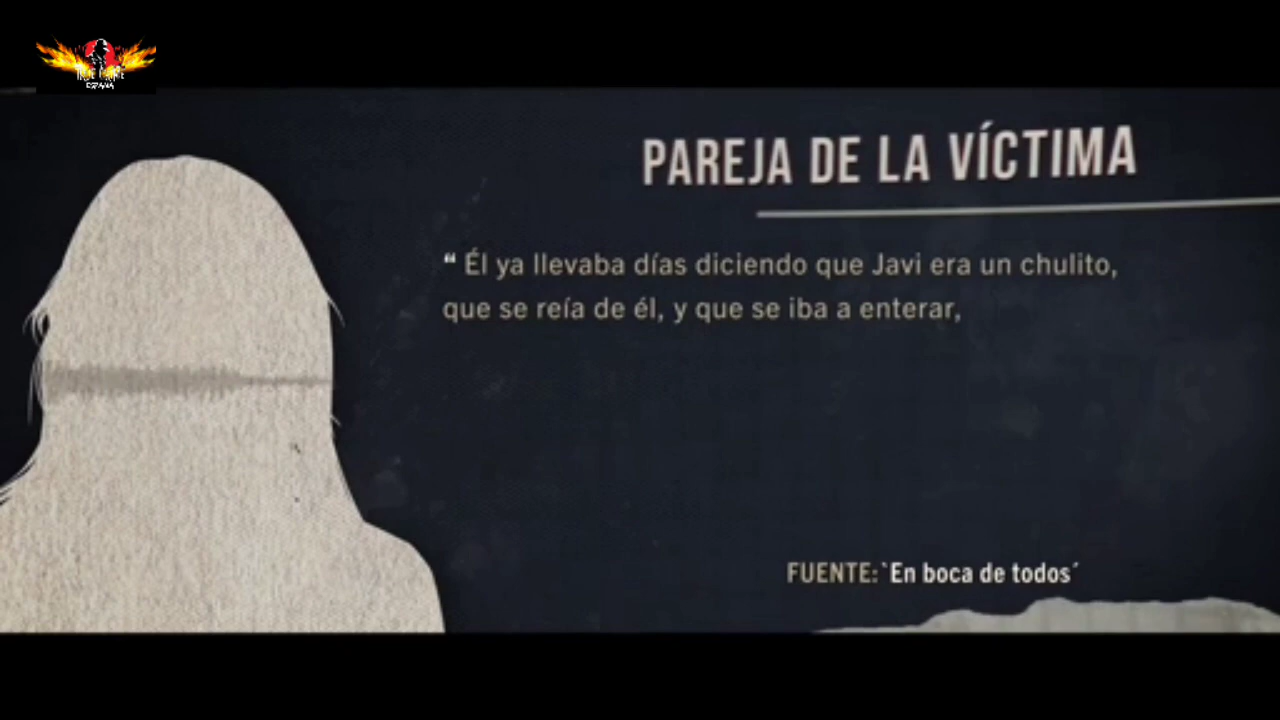 PAREJA DE LA VÍCTIMA
“ Él ya llevaba días diciendo que Javi era un chulito,
que se reía de él, y que se iba a enterar,
FUENTE:`En boca de todos´